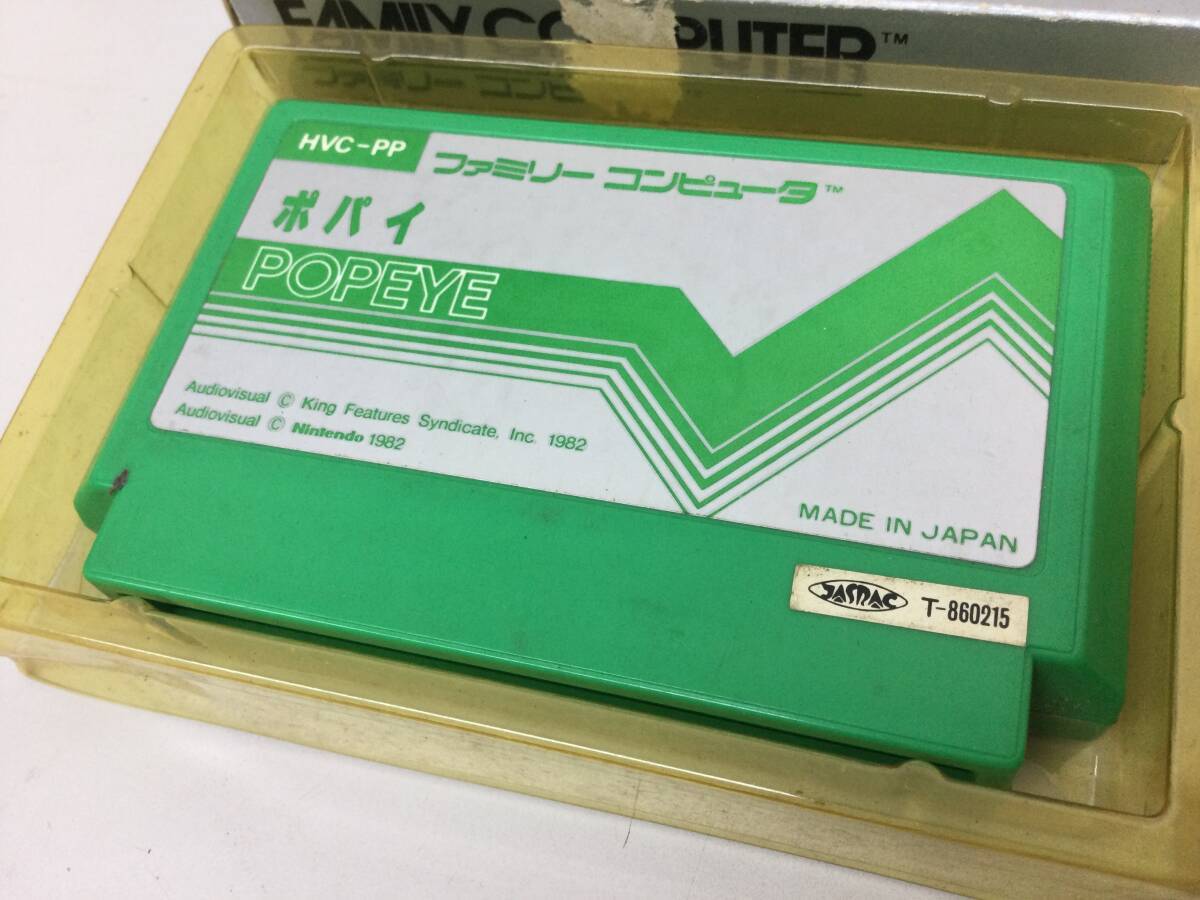 FAMILY COMPUTER™
ファミリー コンピュ
HVC-PP
ファミリー コンピュータ™
ポパイ
POPEYE
Audiovisual © King Features Syndicate, Inc. 1982
Audiovisual © Nintendo 1982
MADE IN JAPAN
JASRAC T-860215